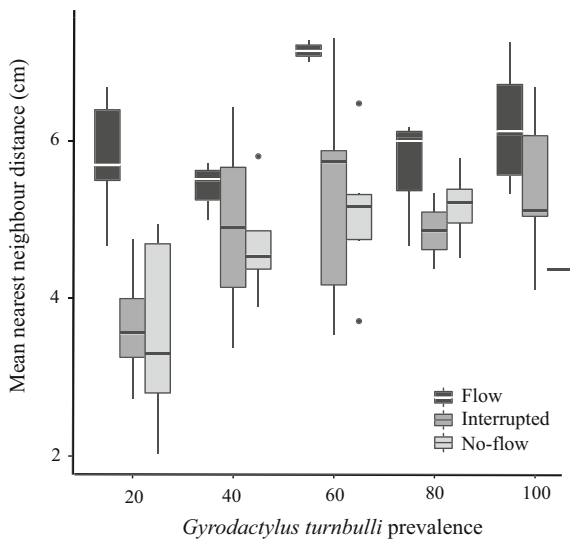 Mean nearest neighbour distance (cm)
6
4
2
Flow
Interrupted
No-flow
20 40 60 80 100
Gyrodactylus turnbulli prevalence